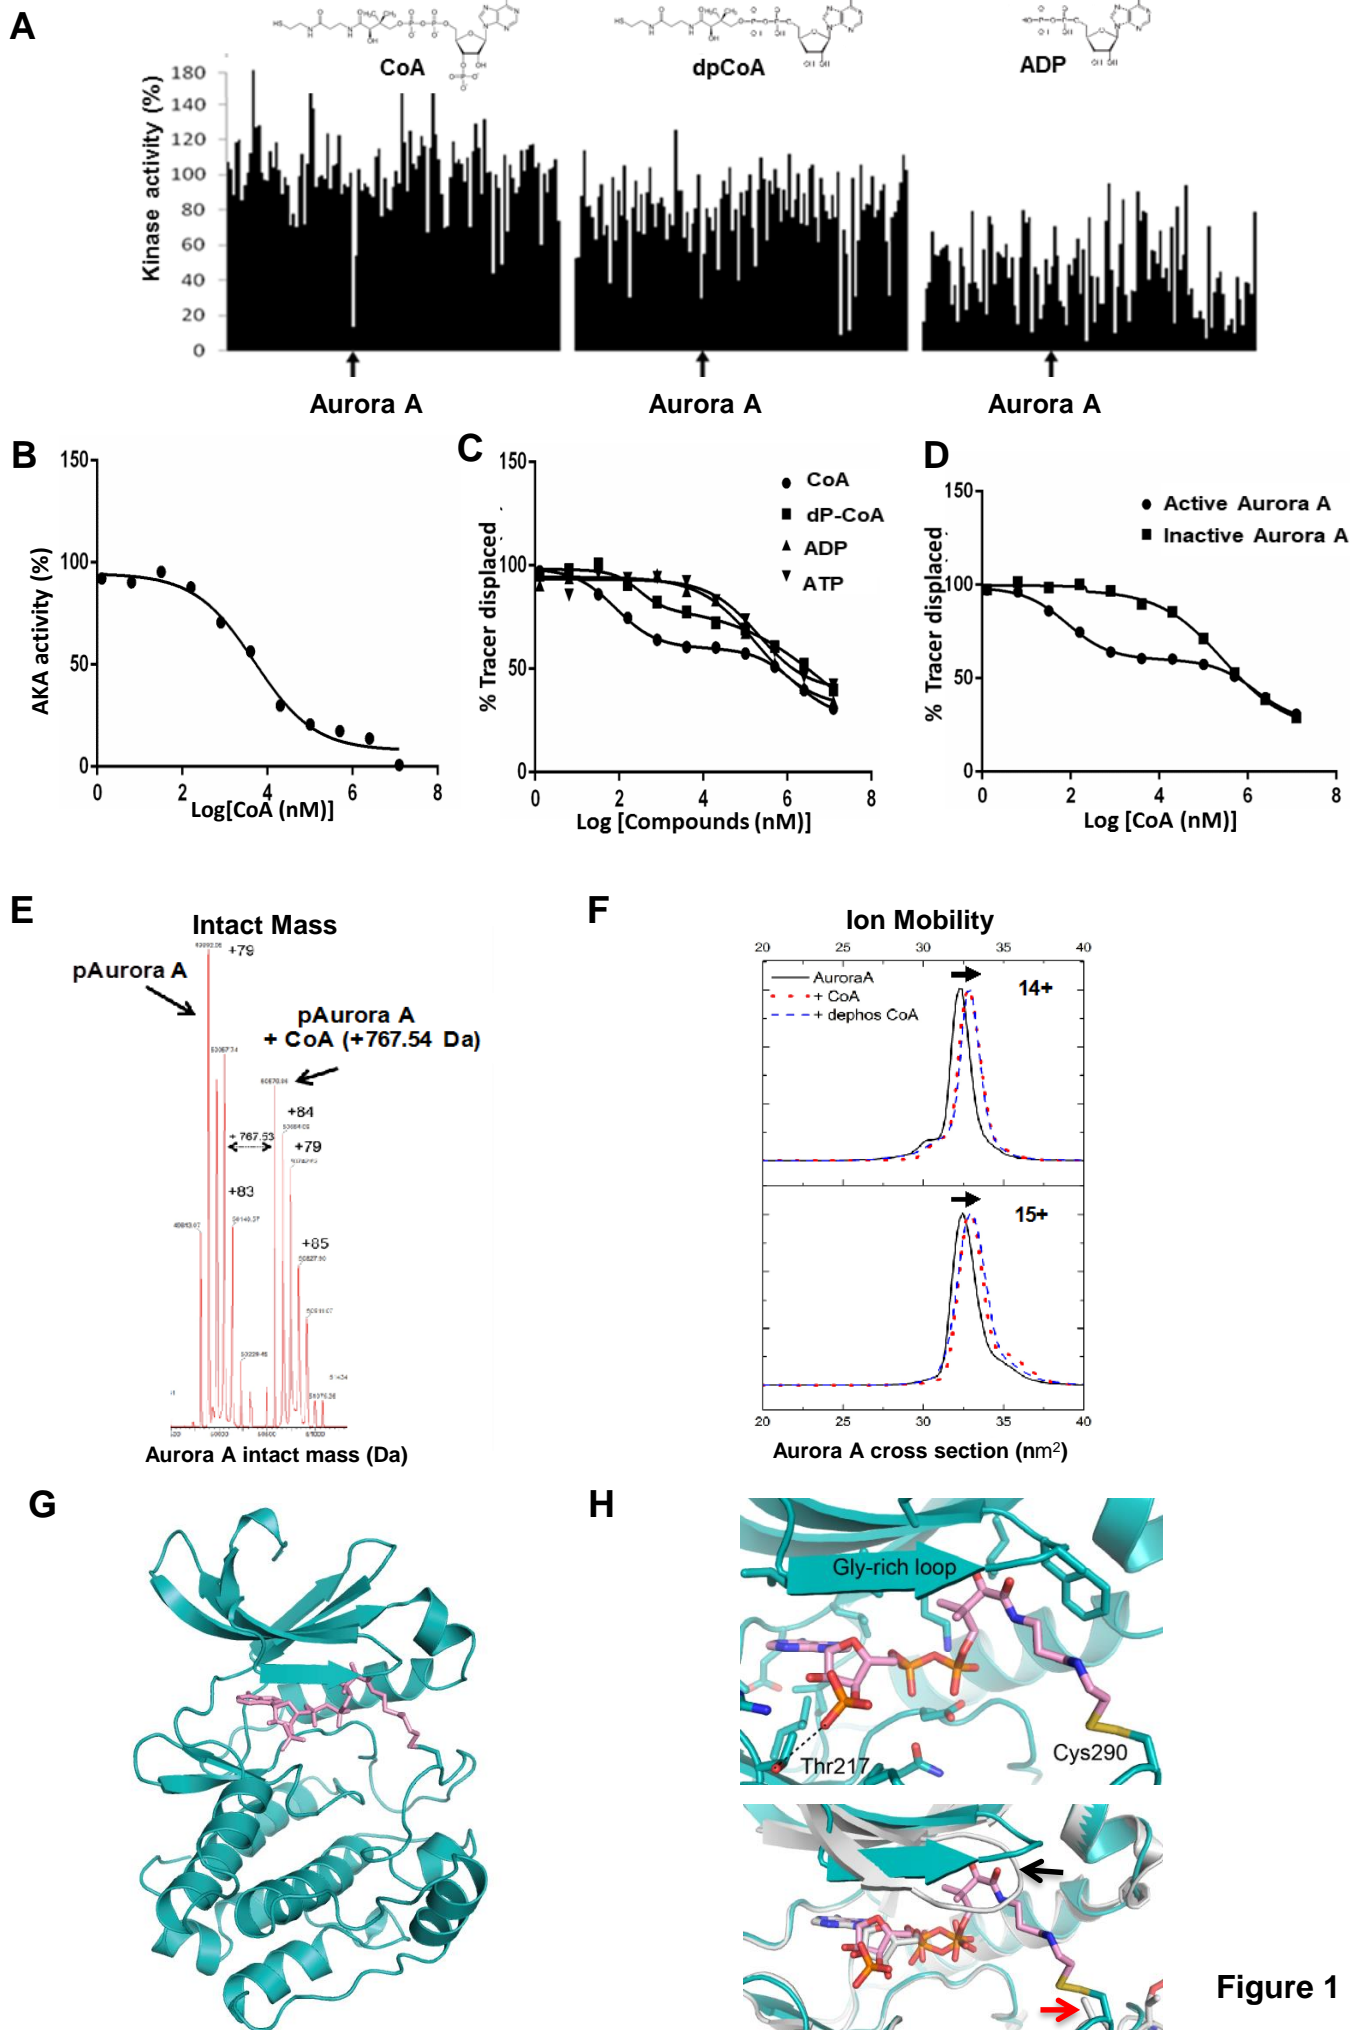 A
CoA
dpCoA
ADP
Kinase activity (%)
180
140
120
100
80
60
40
20
0
Aurora A
Aurora A
Aurora A
B
150
100
50
0
AKA activity (%)
0 2 4 6 8
Log[CoA (nM)]
C
150
100
50
0
% Tracer displaced
CoA
dP-CoA
ADP
ATP
0 2 4 6 8
Log [Compounds (nM)]
D
150
100
50
0
% Tracer displaced
Active Aurora A
Inactive Aurora A
0 2 4 6 8
Log [CoA (nM)]
E
Intact Mass
+79
pAurora A
pAurora A
+ CoA (+767.54 Da)
+84
+ 767.53
+79
+83
+85
Aurora A intact mass (Da)
F
Ion Mobility
20 25 30 35 40
AuroraA
+ CoA
+ dephos CoA
14+
15+
20 25 30 35 40
Aurora A cross section (nm²)
G
H
Gly-rich loop
Thr217
Cys290
Figure 1